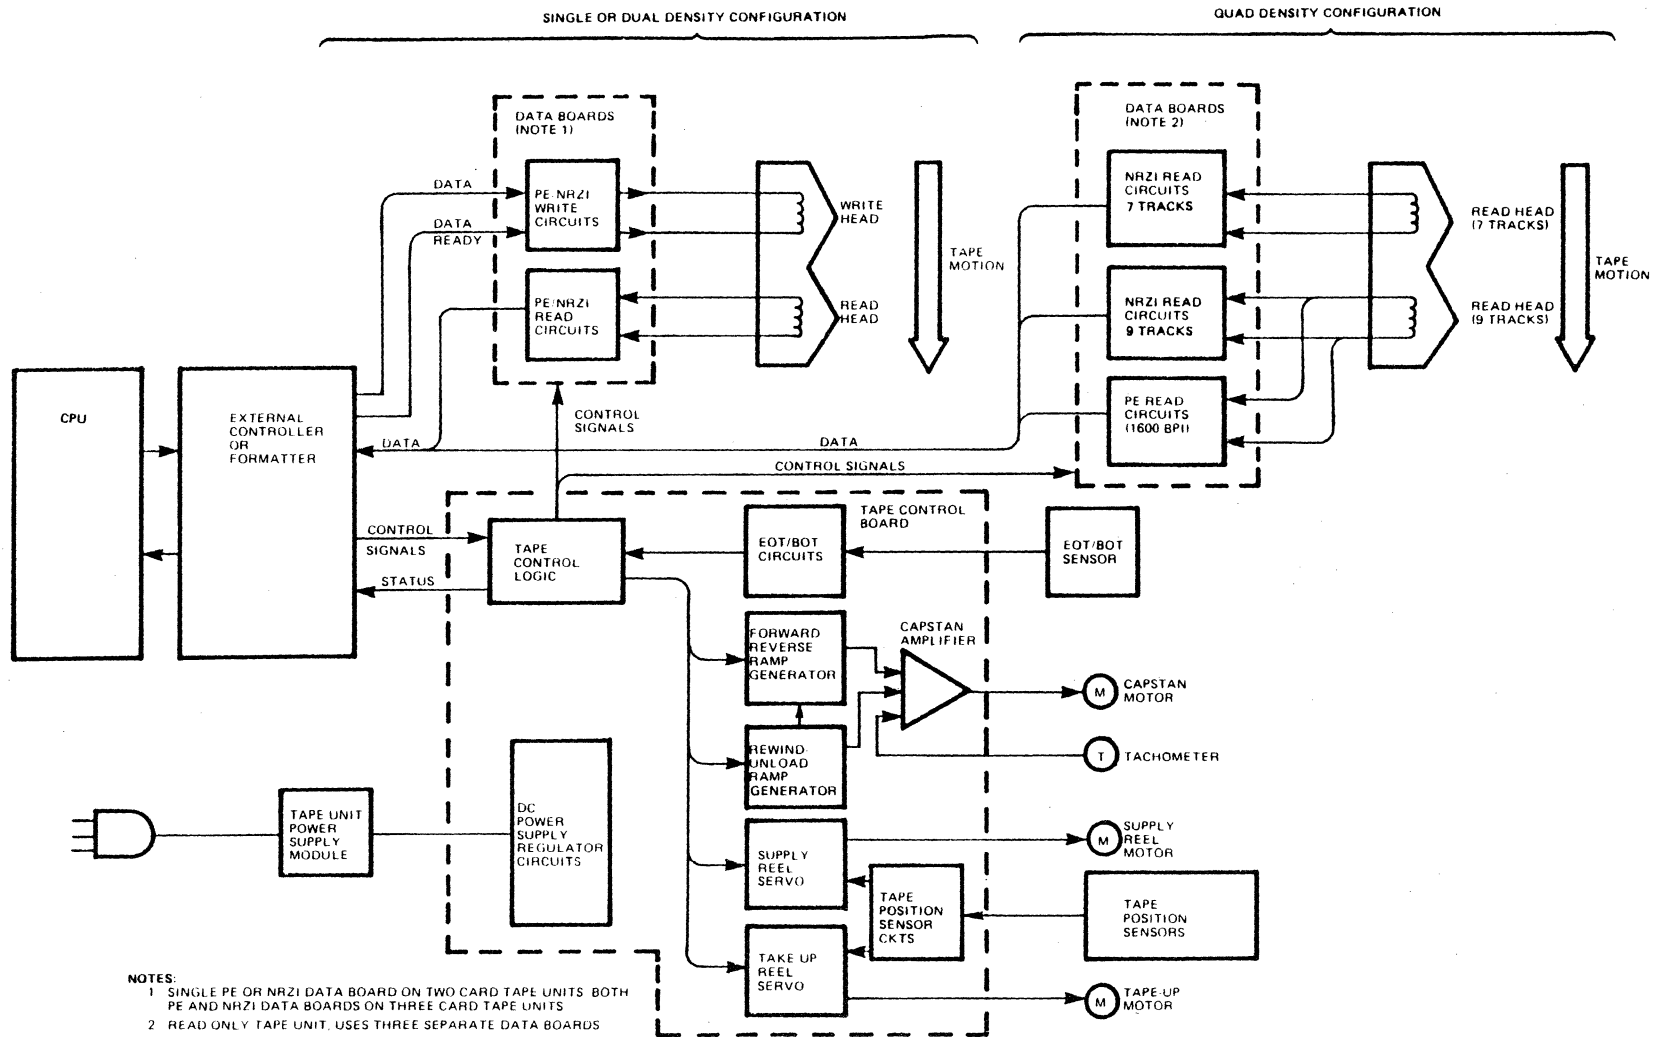 SINGLE OR DUAL DENSITY CONFIGURATION
QUAD DENSITY CONFIGURATION
DATA BOARDS
(NOTE 1)
DATA
PE-NRZI
WRITE
CIRCUITS
DATA
READY
WRITE
HEAD
PE/NRZI
READ
CIRCUITS
READ
HEAD
TAPE
MOTION
DATA BOARDS
(NOTE 2)
NRZI READ
CIRCUITS
7 TRACKS
READ HEAD
(7 TRACKS)
TAPE
MOTION
NRZI READ
CIRCUITS
9 TRACKS
READ HEAD
(9 TRACKS)
PE READ
CIRCUITS
(1600 BPI)
CPU
EXTERNAL
CONTROLLER
OR
FORMATTER
CONTROL
SIGNALS
DATA
DATA
CONTROL SIGNALS
CONTROL
SIGNALS
STATUS
TAPE
CONTROL
LOGIC
EOT/BOT
CIRCUITS
TAPE CONTROL
BOARD
EOT/BOT
SENSOR
FORWARD
REVERSE
RAMP
GENERATOR
CAPSTAN
AMPLIFIER
M
CAPSTAN
MOTOR
REWIND-
UNLOAD
RAMP
GENERATOR
T
TACHOMETER
TAPE UNIT
POWER
SUPPLY
MODULE
DC
POWER
SUPPLY
REGULATOR
CIRCUITS
SUPPLY
REEL
SERVO
M
SUPPLY
REEL
MOTOR
TAPE
POSITION
SENSOR
CKTS
TAPE
POSITION
SENSORS
TAKE UP
REEL
SERVO
M
TAPE-UP
MOTOR
NOTES:
1 SINGLE PE OR NRZI DATA BOARD ON TWO CARD TAPE UNITS BOTH
PE AND NRZI DATA BOARDS ON THREE CARD TAPE UNITS
2 READ ONLY TAPE UNIT, USES THREE SEPARATE DATA BOARDS